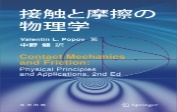 接触と摩擦の
物理学
Valentin L. Popov 著
中野 健 訳
Contact Mechanics
and Friction:
Physical Principles
and Applications, 2nd Ed
Springer